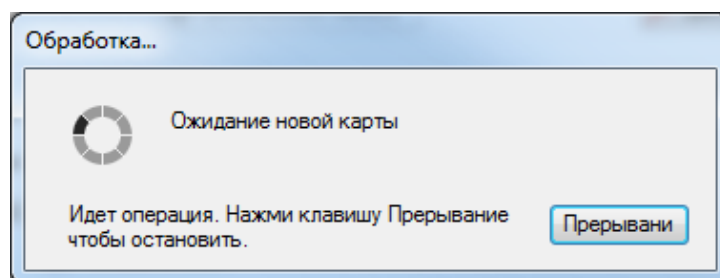 Обработка...
Ожидание новой карты
Идет операция. Нажми клавишу Прерывание
чтобы остановить.
Прерывани